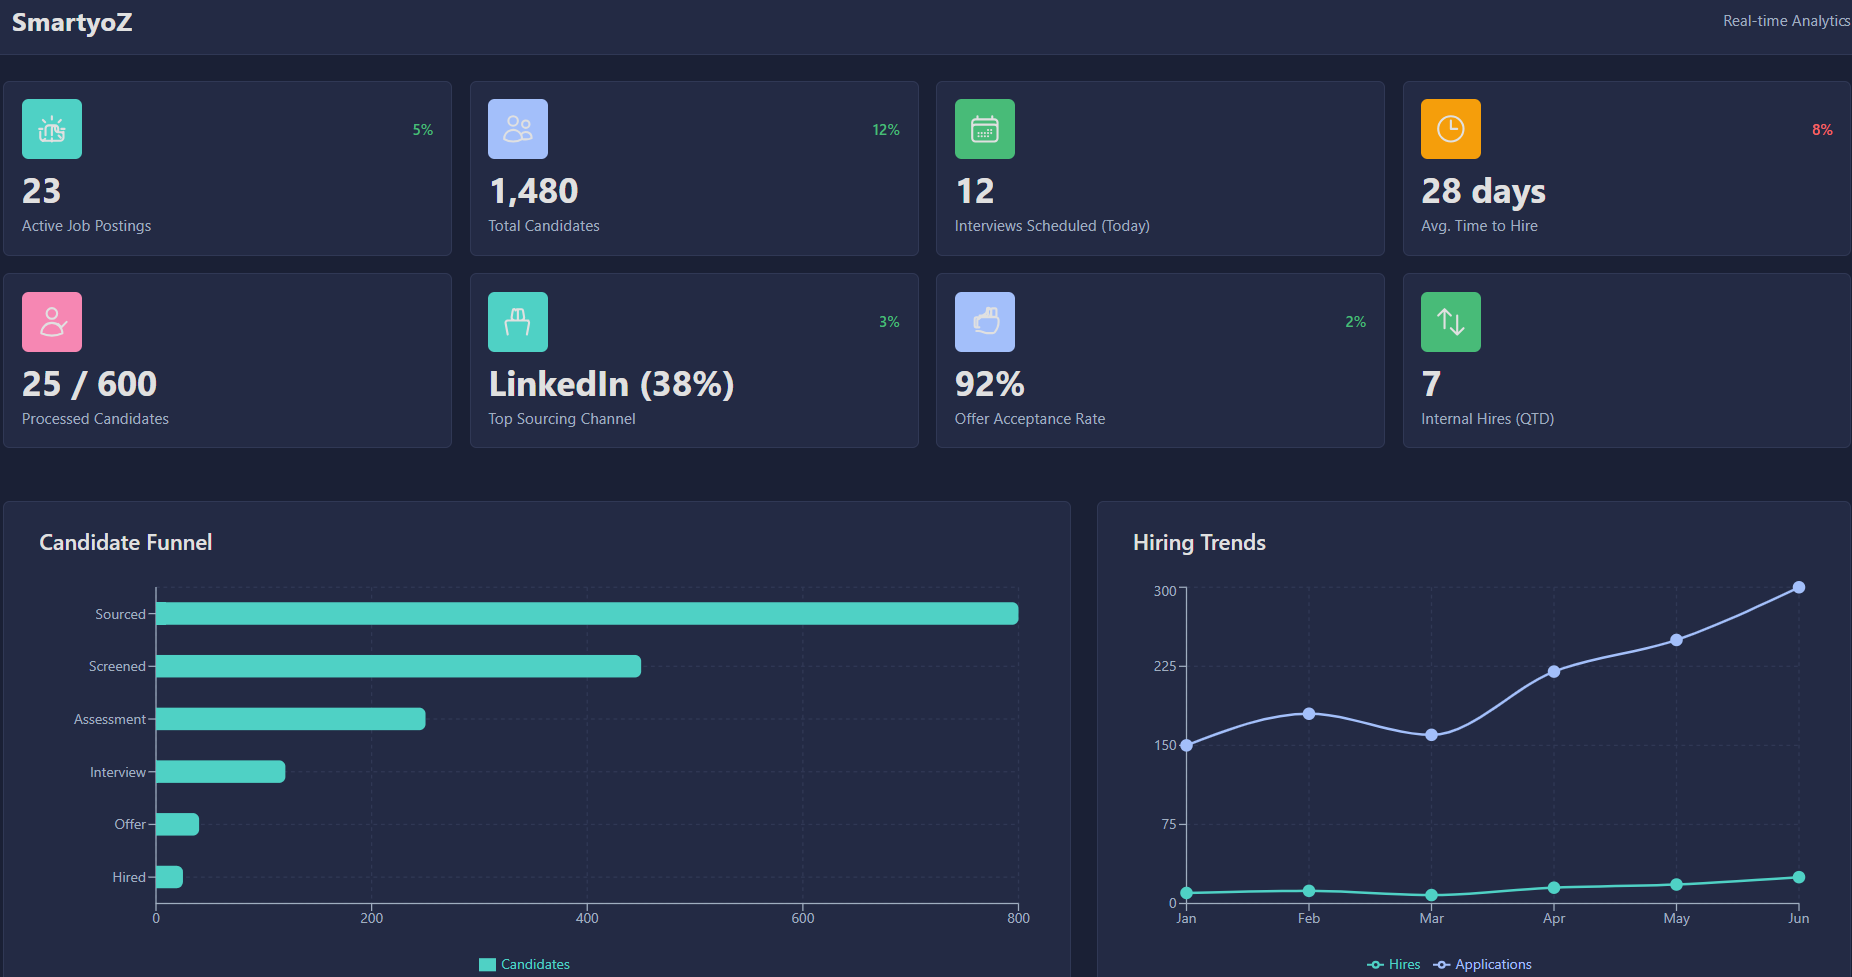 SmartyoZ
Real-time Analytics
5%
23
Active Job Postings
12%
1,480
Total Candidates
12
Interviews Scheduled (Today)
8%
28 days
Avg. Time to Hire
25 / 600
Processed Candidates
3%
LinkedIn (38%)
Top Sourcing Channel
2%
92%
Offer Acceptance Rate
7
Internal Hires (QTD)
Candidate Funnel
Sourced
Screened
Assessment
Interview
Offer
Hired
0 200 400 600 800
Candidates
Hiring Trends
300
225
150
75
0
Jan Feb Mar Apr May Jun
Hires Applications